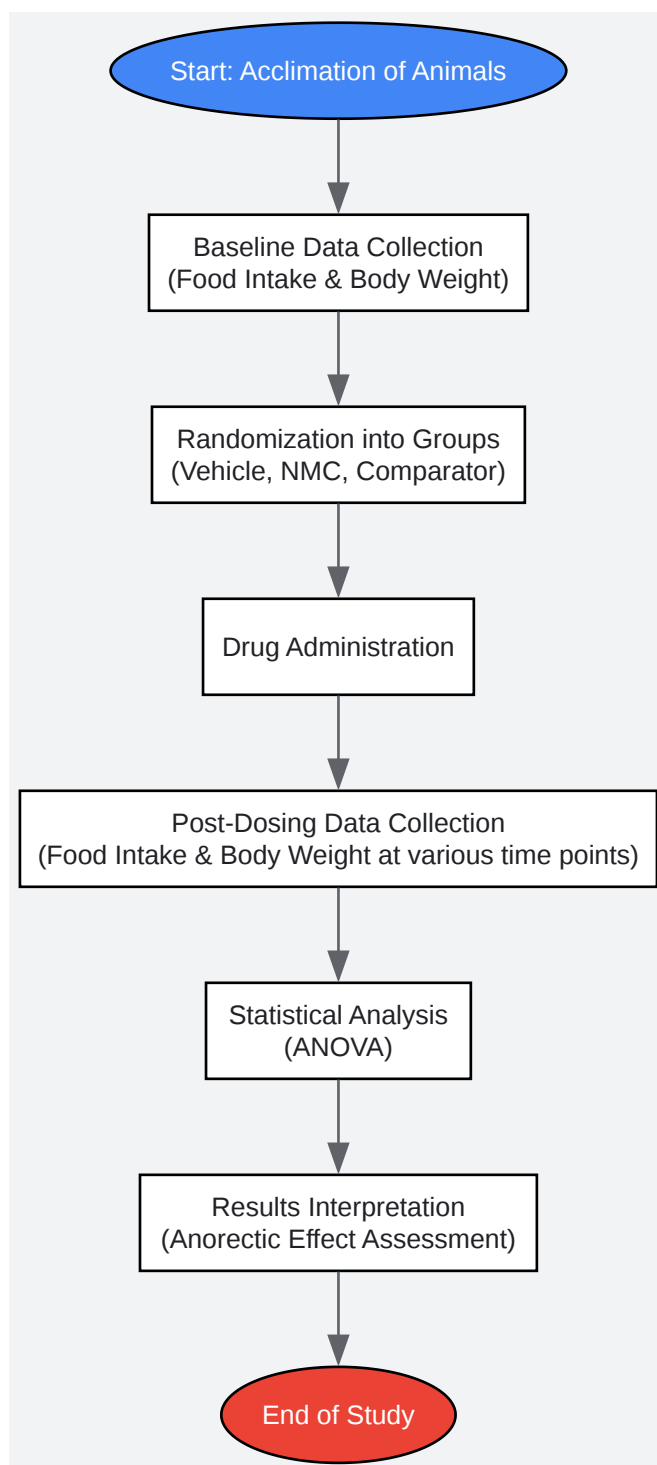 Start: Acclimation of Animals
Baseline Data Collection
(Food Intake & Body Weight)
Randomization into Groups
(Vehicle, NMC, Comparator)
Drug Administration
Post-Dosing Data Collection
(Food Intake & Body Weight at various time points)
Statistical Analysis
(ANOVA)
Results Interpretation
(Anorectic Effect Assessment)
End of Study